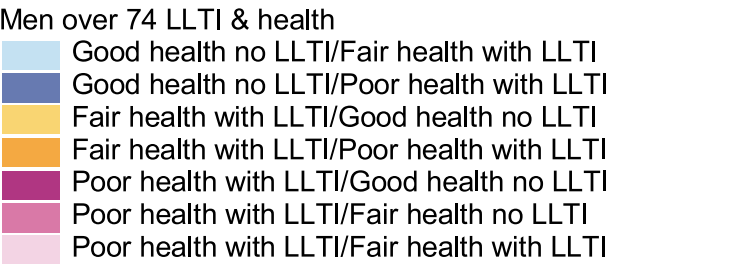 Men over 74 LLTI & health
Good health no LLTI/Fair health with LLTI
Good health no LLTI/Poor health with LLTI
Fair health with LLTI/Good health no LLTI
Fair health with LLTI/Poor health with LLTI
Poor health with LLTI/Good health no LLTI
Poor health with LLTI/Fair health no LLTI
Poor health with LLTI/Fair health with LLTI